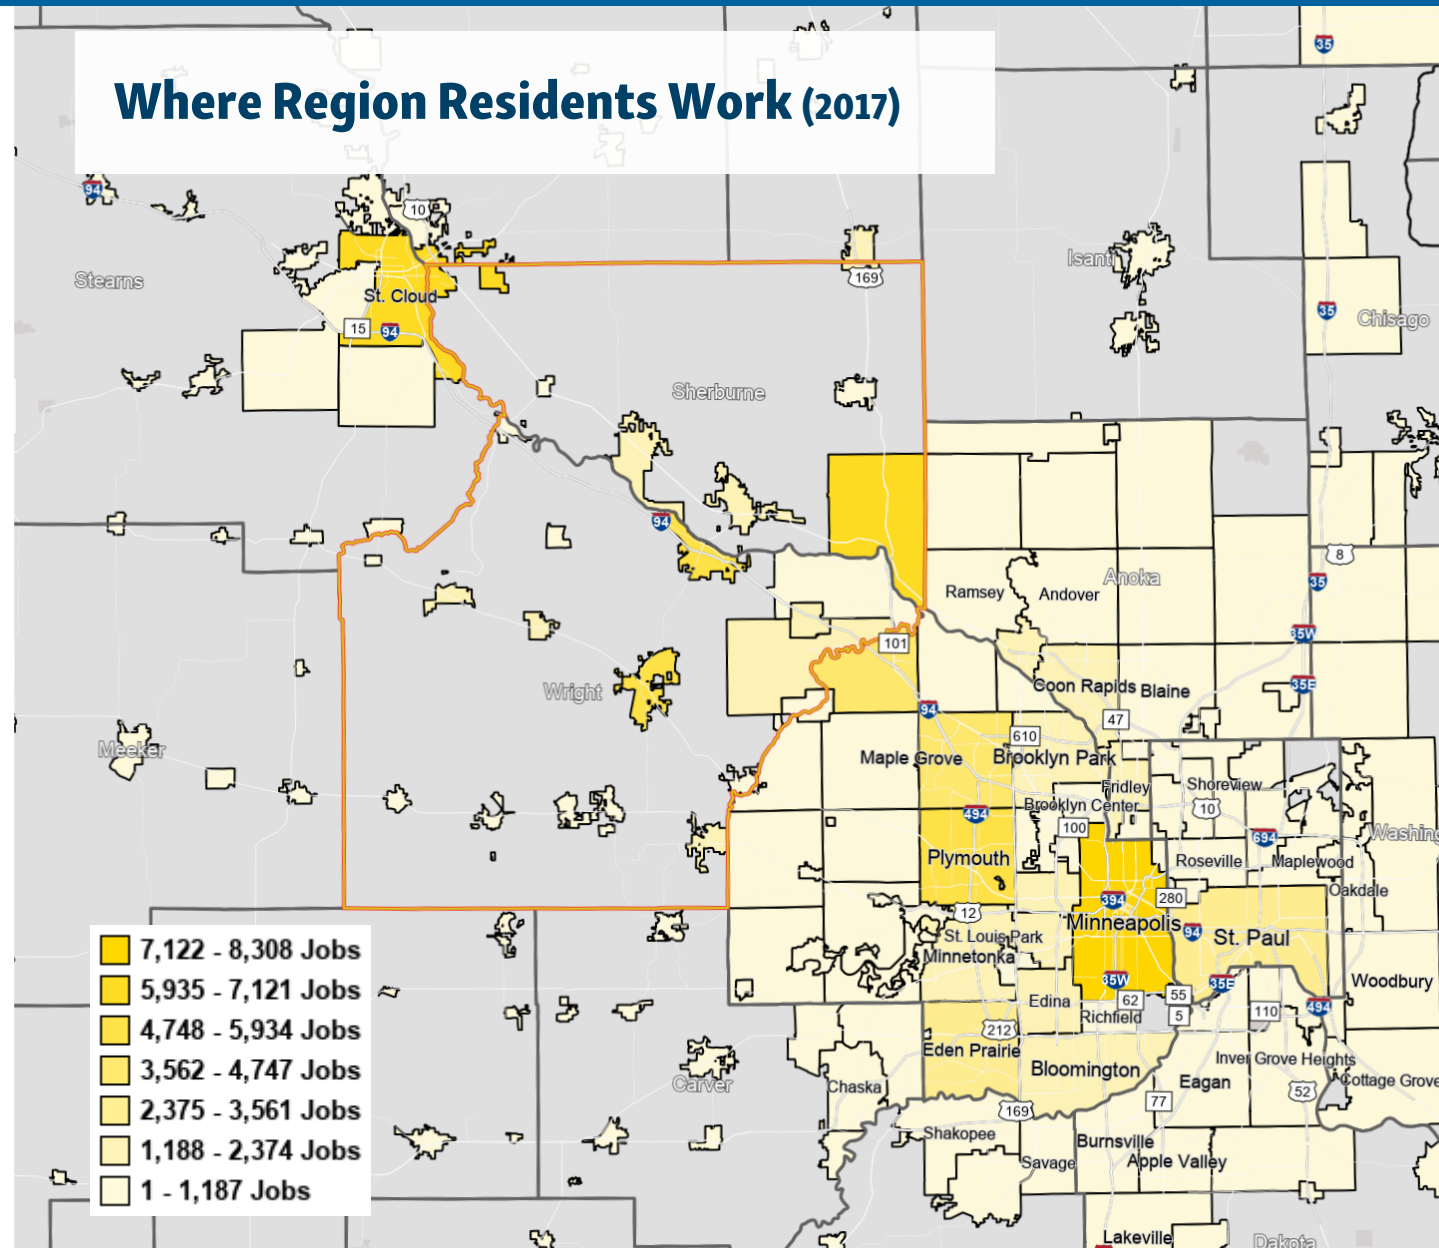 Where Region Residents Work (2017)
35
94
10
Isanti
169
Stearns
St. Cloud
35
Chisago
15
94
Sherburne
94
8
Anoka
35
Ramsey
Andover
35W
101
Wright
Coon Rapids
Blaine
35E
94
47
610
Meeker
Maple Grove
Brooklyn Park
Fridley
Shoreview
Brooklyn Center
10
494
100
694
Washing
Plymouth
Roseville
Maplewood
Oakdale
394
280
12
Minneapolis
94
St. Paul
St. Louis Park
Minnetonka
35W
35E
Woodbury
Edina
62
55
494
Richfield
5
110
212
Eden Prairie
Bloomington
Inver Grove Heights
Carver
Chaska
Eagan
52
Cottage Grove
169
77
Shakopee
Burnsville
Savage
Apple Valley
Lakeville
Dakota
7,122 - 8,308 Jobs
5,935 - 7,121 Jobs
4,748 - 5,934 Jobs
3,562 - 4,747 Jobs
2,375 - 3,561 Jobs
1,188 - 2,374 Jobs
1 - 1,187 Jobs